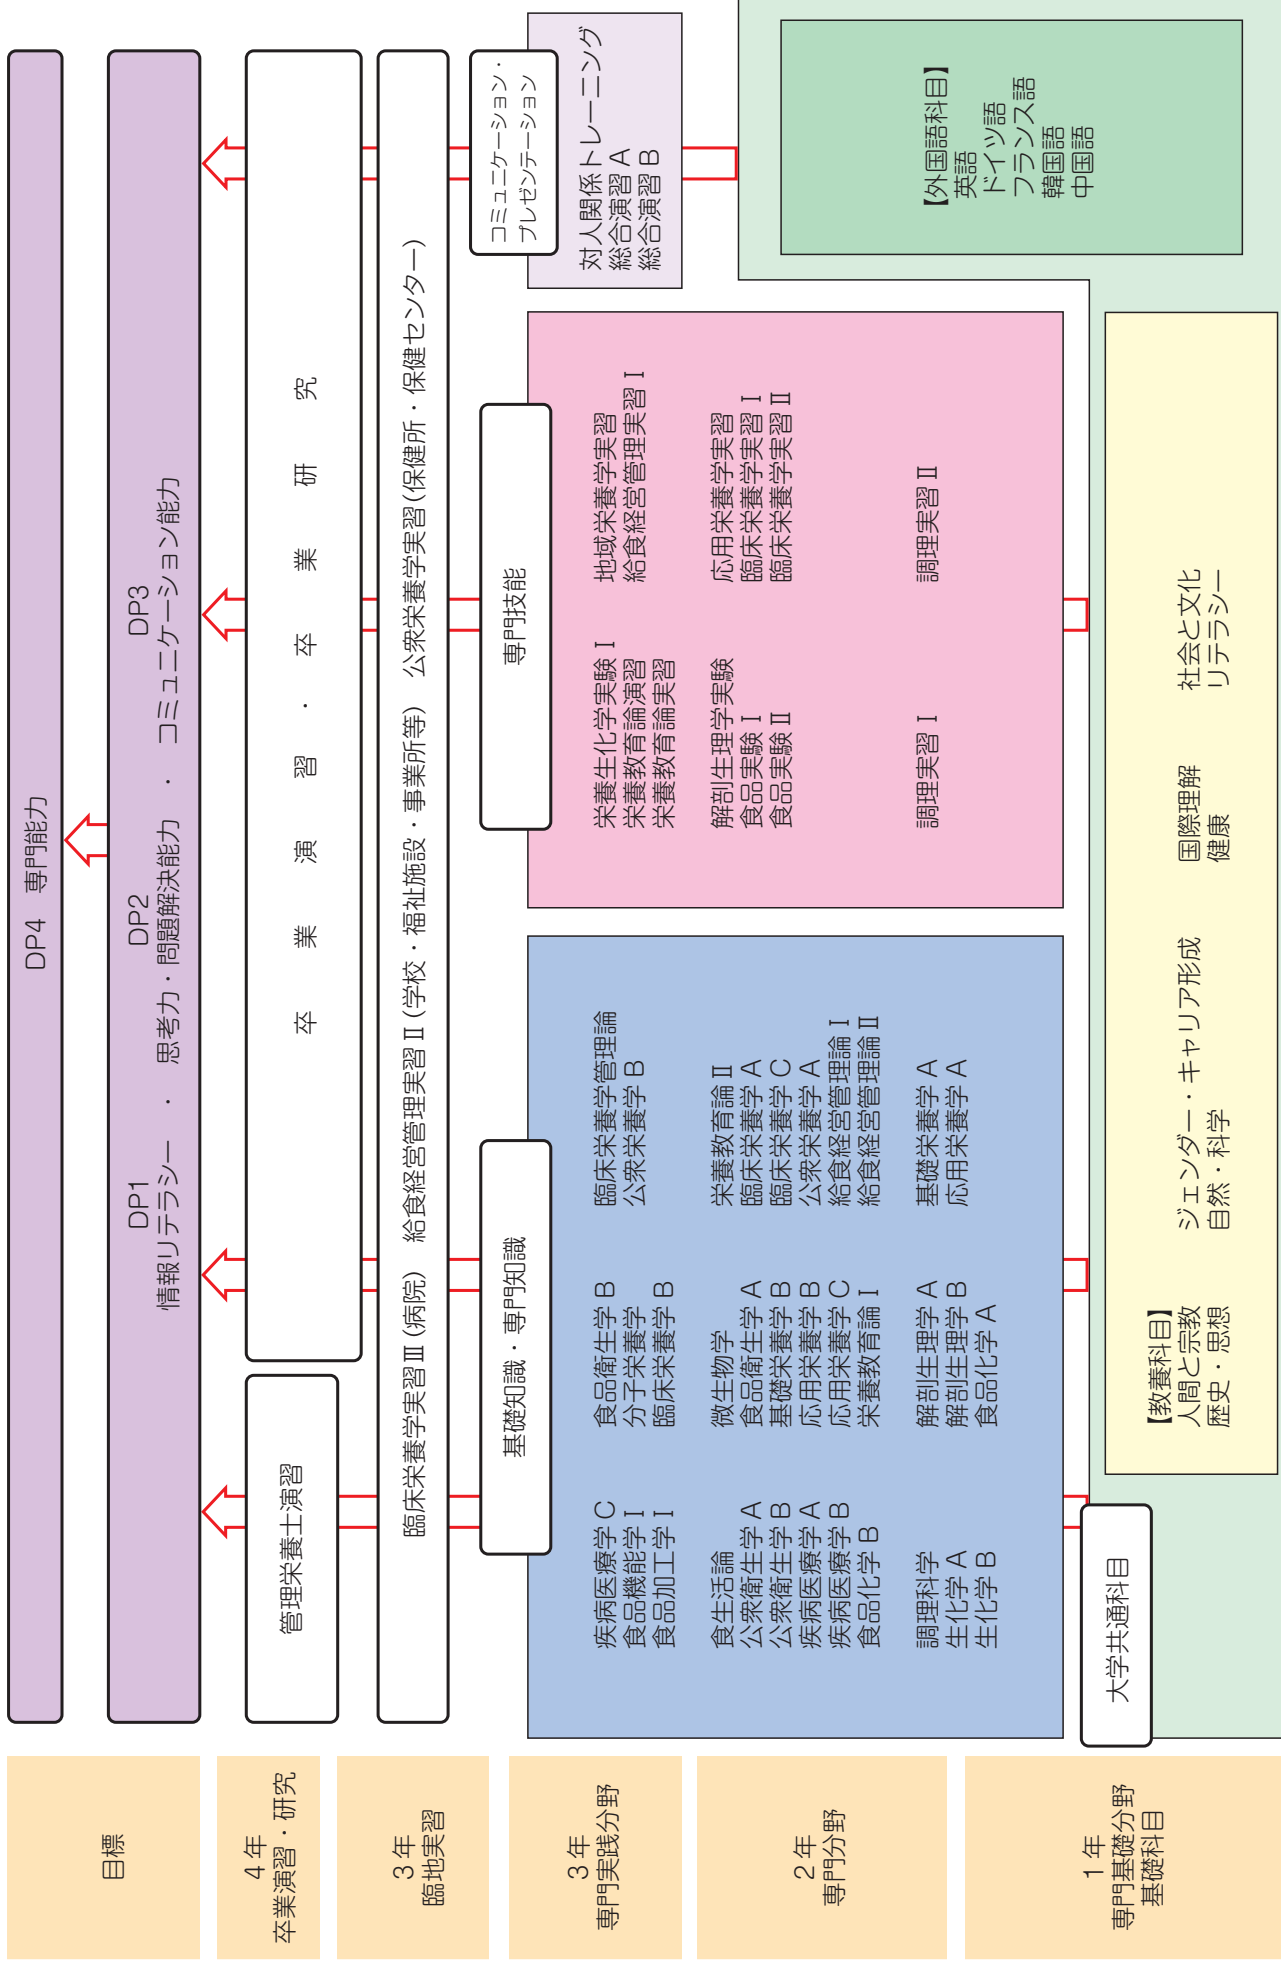 目標
DP4　専門能力
DP1
情報リテラシー
・
DP2
思考力・問題解決能力
・
DP3
コミュニケーション能力
4年
卒業演習・研究
管理栄養士演習
卒業演習・卒業研究
3年
臨地実習
臨床栄養学実習Ⅲ（病院）　給食経営管理実習Ⅱ（学校・福祉施設・事業所等）　公衆栄養学実習（保健所・保健センター）
基礎知識・専門知識
専門技能
コミュニケーション・
プレゼンテーション
3年
専門実践分野
疾病医療学C
食品機能学Ⅰ
食品加工学Ⅰ
食品衛生学B
分子栄養学
臨床栄養学B
臨床栄養学管理論
公衆栄養学B
栄養生化学実験Ⅰ
栄養教育論演習
栄養教育論実習
地域栄養学実習
給食経営管理実習Ⅰ
対人関係トレーニング
総合演習A
総合演習B
2年
専門分野
食生活論
公衆衛生学A
公衆衛生学B
疾病医療学A
疾病医療学B
食品化学B
微生物学
食品衛生学A
基礎栄養学B
応用栄養学B
応用栄養学C
栄養教育論Ⅰ
栄養教育論Ⅱ
臨床栄養学A
臨床栄養学C
公衆栄養学A
給食経営管理論Ⅰ
給食経営管理論Ⅱ
解剖生理学実験
食品実験Ⅰ
食品実験Ⅱ
応用栄養学実習
臨床栄養学実習Ⅰ
臨床栄養学実習Ⅱ
1年
専門基礎分野
基礎科目
調理科学
生化学A
生化学B
解剖生理学A
解剖生理学B
食品化学A
基礎栄養学A
応用栄養学A
調理実習Ⅰ
調理実習Ⅱ
大学共通科目
【教養科目】
人間と宗教
歴史・思想
ジェンダー・キャリア形成
自然・科学
国際理解
健康
社会と文化
リテラシー
【外国語科目】
英語
ドイツ語
フランス語
韓国語
中国語